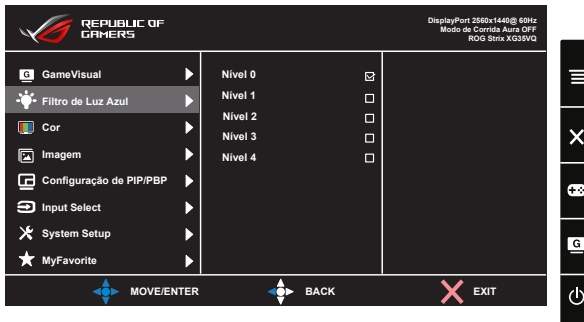 REPUBLIC OF
GAMERS
DisplayPort 2560x1440@ 60Hz
Modo de Corrida Aura OFF
ROG Strix XG35VQ
G GameVisual
Filtro de Luz Azul
Cor
Imagem
Configuração de PIP/PBP
Input Select
System Setup
MyFavorite
Nível 0
Nível 1
Nível 2
Nível 3
Nível 4
MOVE/ENTER
BACK
EXIT
G